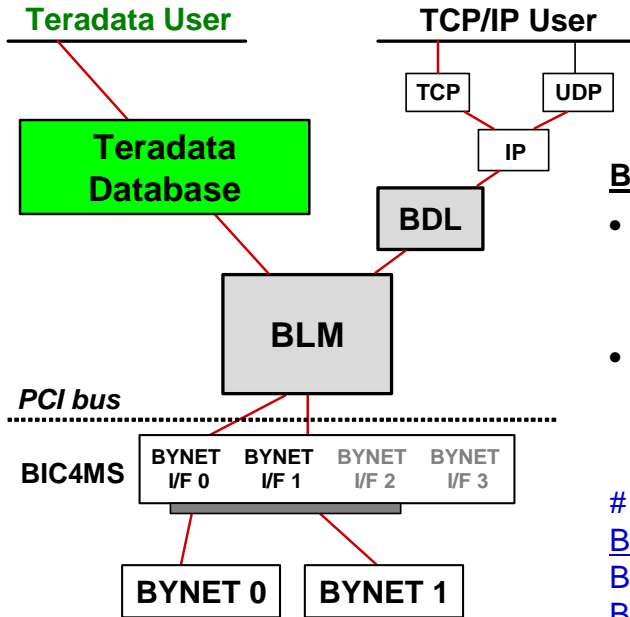 Teradata User
TCP/IP User
TCP
UDP
IP
Teradata
Database
BDL
B
•
BLM
•
PCI bus
BIC4MS
BYNET
I/F 0
BYNET
I/F 1
BYNET
I/F 2
BYNET
I/F 3
#
B
B
B
BYNET 0
BYNET 1